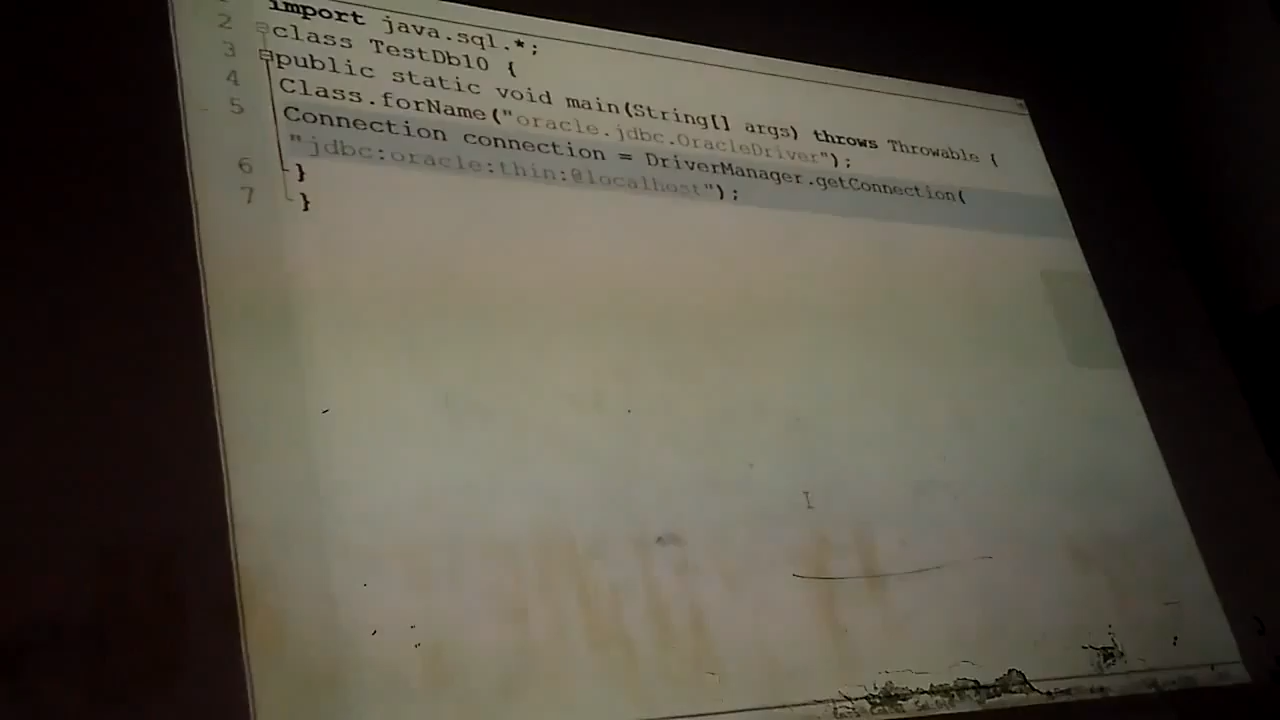 import java.sql.*;
2 class TestDb10 {
3 public static void main(String[] args) throws Throwable {
4 Class.forName("oracle.jdbc.OracleDriver");
5 Connection connection = DriverManager.getConnection(
"jdbc:oracle:thin:@localhost");
6 }
7 }